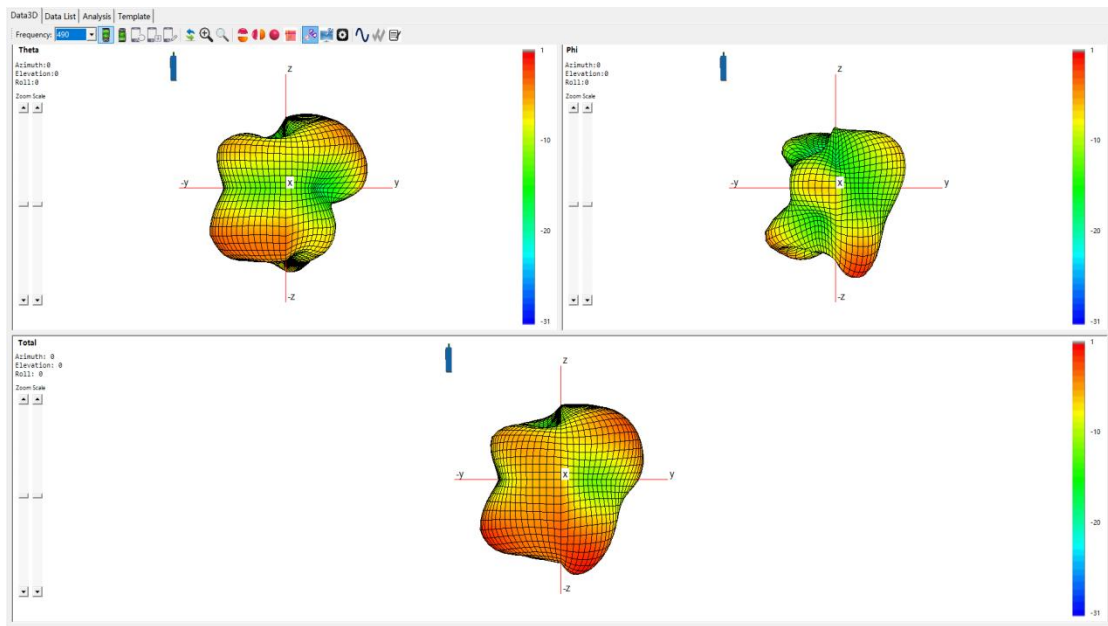 Data3D Data List Analysis Template
Frequency: 490
Theta
Azimuth:0
Elevation:0
Roll:0
Zoom Scale
z
-y
x
y
-z
1
-10
-20
-31
Phi
Azimuth:0
Elevation:0
Roll:0
Zoom Scale
z
-y
x
y
-z
1
-10
-20
-31
Total
Azimuth: 0
Elevation: 0
Roll: 0
Zoom Scale
z
-y
x
y
-z
1
-10
-20
-31